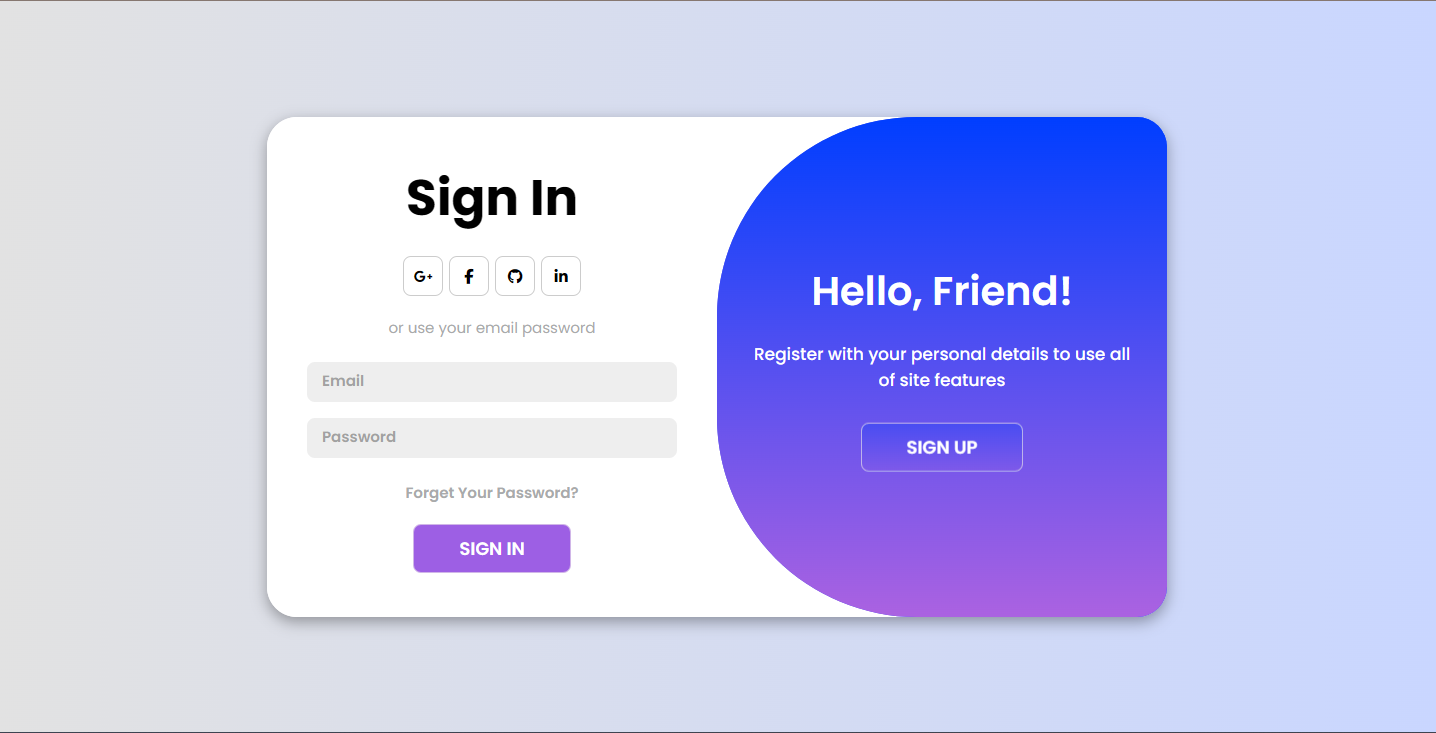 Sign In
G+ f in
or use your email password
Email
Password
Forget Your Password?
SIGN IN
Hello, Friend!
Register with your personal details to use all
of site features
SIGN UP